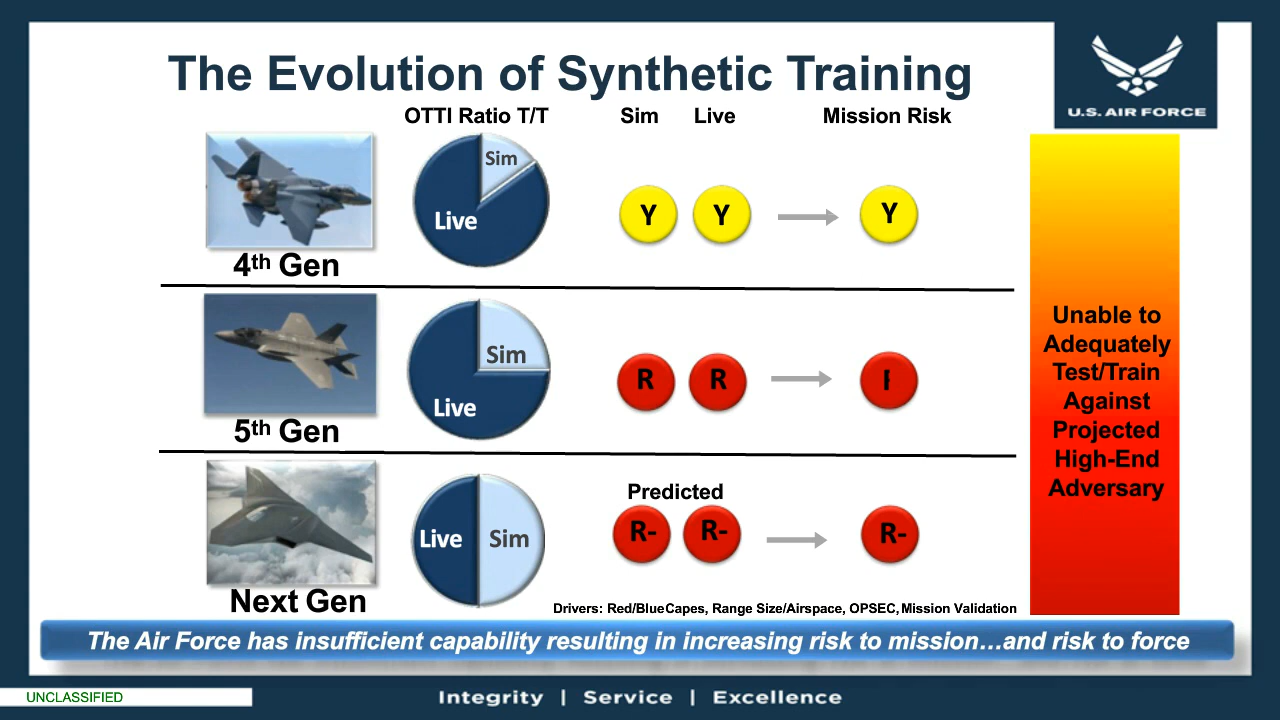 The Evolution of Synthetic Training
U.S. AIR FORCE
OTTI Ratio T/T Sim Live Mission Risk
Sim
Live
Y Y Y
4th Gen
Sim
Live
R R
5th Gen
Predicted
Live Sim
R- R- R-
Next Gen
Drivers: Red/BlueCapes, Range Size/Airspace, OPSEC, Mission Validation
Unable to
Adequately
Test/Train
Against
Projected
High-End
Adversary
The Air Force has insufficient capability resulting in increasing risk to mission…and risk to force
UNCLASSIFIED
Integrity | Service | Excellence